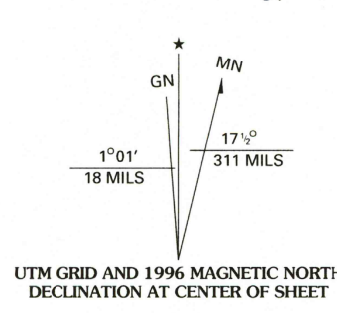 ★
GN
MN
1°01′
18 MILS
17½°
311 MILS
UTM GRID AND 1996 MAGNETIC NORTH
DECLINATION AT CENTER OF SHEET